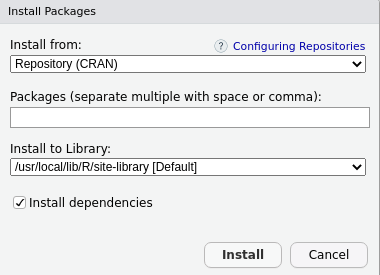 Install Packages
Install from:
? Configuring Repositories
Repository (CRAN)
Packages (separate multiple with space or comma):
Install to Library:
/usr/local/lib/R/site-library [Default]
Install dependencies
Install Cancel